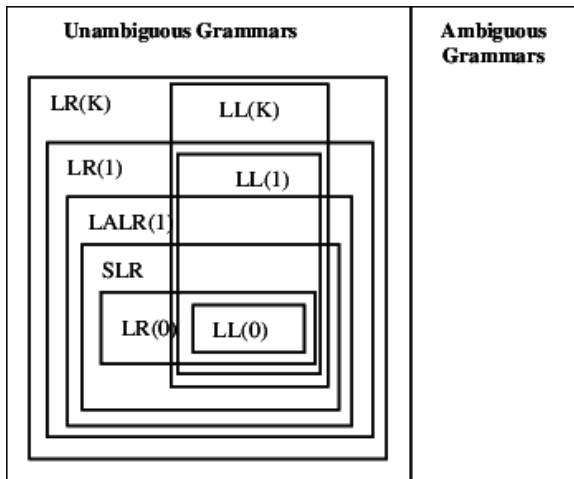 Unambiguous Grammars
Ambiguous
Grammars
LR(K)
LL(K)
LR(1)
LL(1)
LALR(1)
SLR
LR(0)
LL(0)